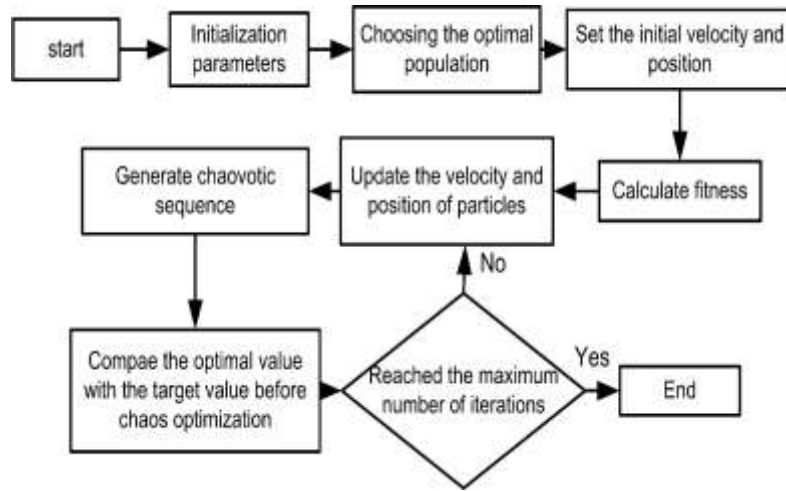 start
Initialization
parameters
Choosing the optimal
population
Set the initial velocity and
position
Calculate fitness
Update the velocity and
position of particles
Generate chaovotic
sequence
Compae the optimal value
with the target value before
chaos optimization
Reached the maximum
number of iterations
No
Yes
End